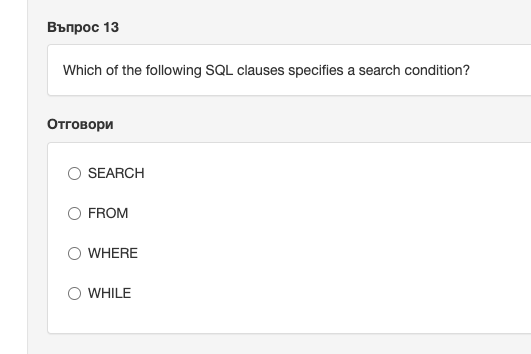 Въпрос 13
Which of the following SQL clauses specifies a search condition?
Отговори
SEARCH
FROM
WHERE
WHILE